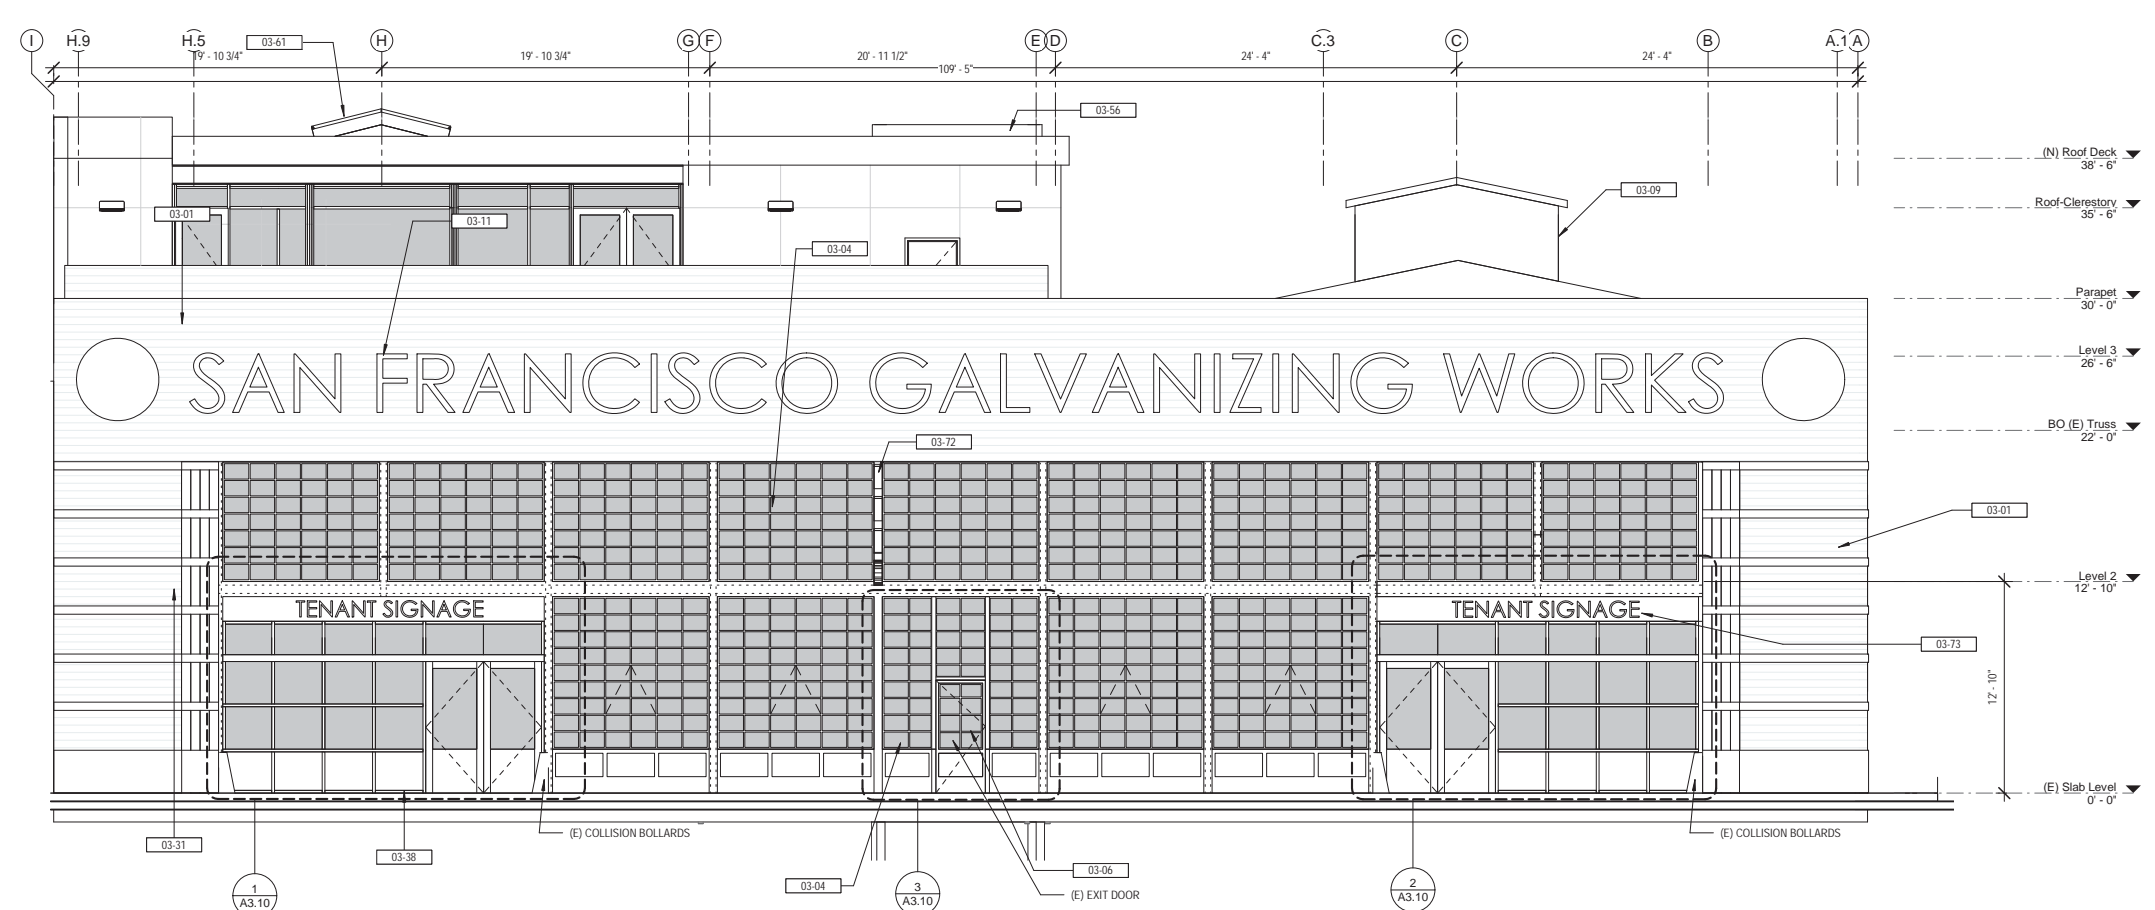 I H.9 H.5 H G F E D C.3 C B A.1 A
03-61
19' - 10 3/4" 19' - 10 3/4" 20' - 11 1/2" 24' - 4" 24' - 4"
109' - 5"
03-56
(N) Roof Deck
38' - 6"
03-09
Roof-Clerestory
35' - 6"
03-01
03-11
03-04
Parapet
30' - 0"
Level 3
26' - 6"
SAN FRANCISCO GALVANIZING WORKS
BO (E) Truss
22' - 0"
03-72
03-01
Level 2
12' - 10"
TENANT SIGNAGE
TENANT SIGNAGE
03-73
12' - 10"
(E) Slab Level
0' - 0"
(E) COLLISION BOLLARDS
(E) COLLISION BOLLARDS
03-31
03-38
03-06
03-04
(E) EXIT DOOR
1
A3.10
3
A3.10
2
A3.10